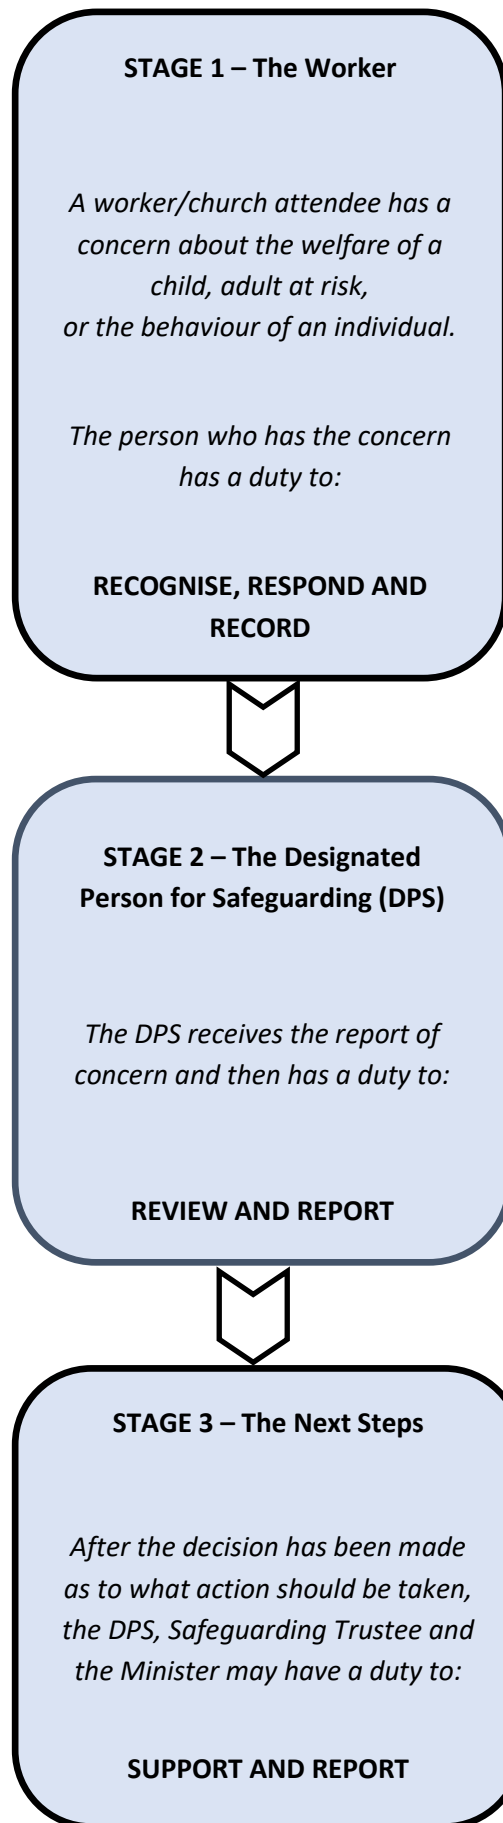 STAGE 1 – The Worker
A worker/church attendee has a
concern about the welfare of a
child, adult at risk,
or the behaviour of an individual.
The person who has the concern
has a duty to:
RECOGNISE, RESPOND AND
RECORD
STAGE 2 – The Designated
Person for Safeguarding (DPS)
The DPS receives the report of
concern and then has a duty to:
REVIEW AND REPORT
STAGE 3 – The Next Steps
After the decision has been made
as to what action should be taken,
the DPS, Safeguarding Trustee and
the Minister may have a duty to:
SUPPORT AND REPORT